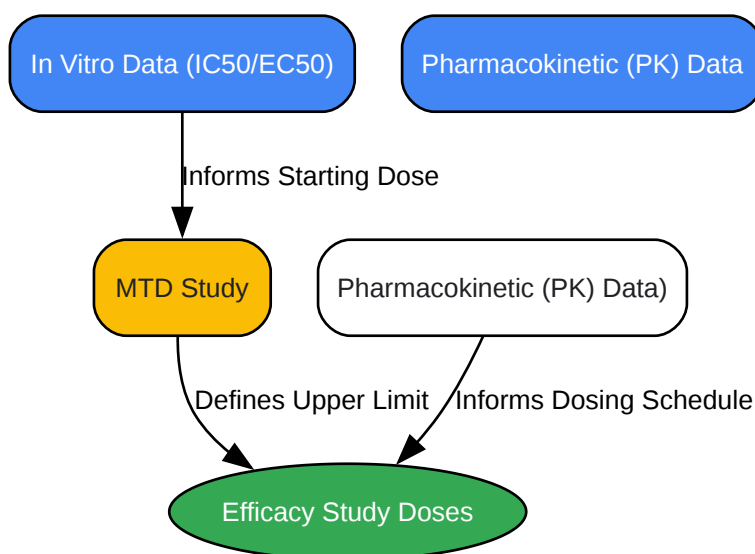 In Vitro Data (IC50/EC50)
Pharmacokinetic (PK) Data
Informs Starting Dose
MTD Study
Pharmacokinetic (PK) Data)
Defines Upper Limit
Informs Dosing Schedule
Efficacy Study Doses